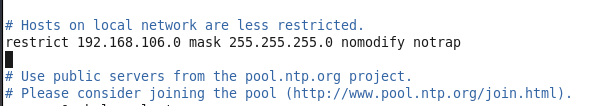 # Hosts on local network are less restricted.
restrict 192.168.106.0 mask 255.255.255.0 nomodify notrap
# Use public servers from the pool.ntp.org project.
# Please consider joining the pool (http://www.pool.ntp.org/join.html).